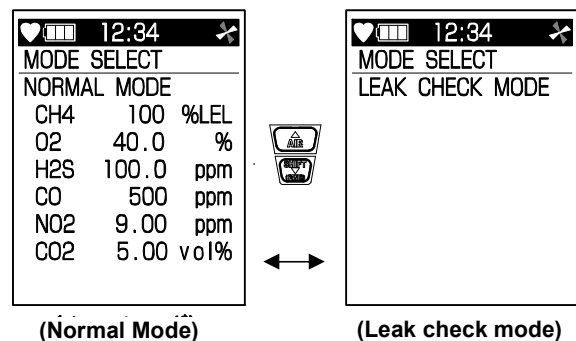 12:34
MODE SELECT
NORMAL MODE
CH4 100 %LEL
O2 40.0 %
H2S 100.0 ppm
CO 500 ppm
NO2 9.00 ppm
CO2 5.00 vol%
(Normal Mode)
AIR
SHIFT
12:34
MODE SELECT
LEAK CHECK MODE
(Leak check mode)